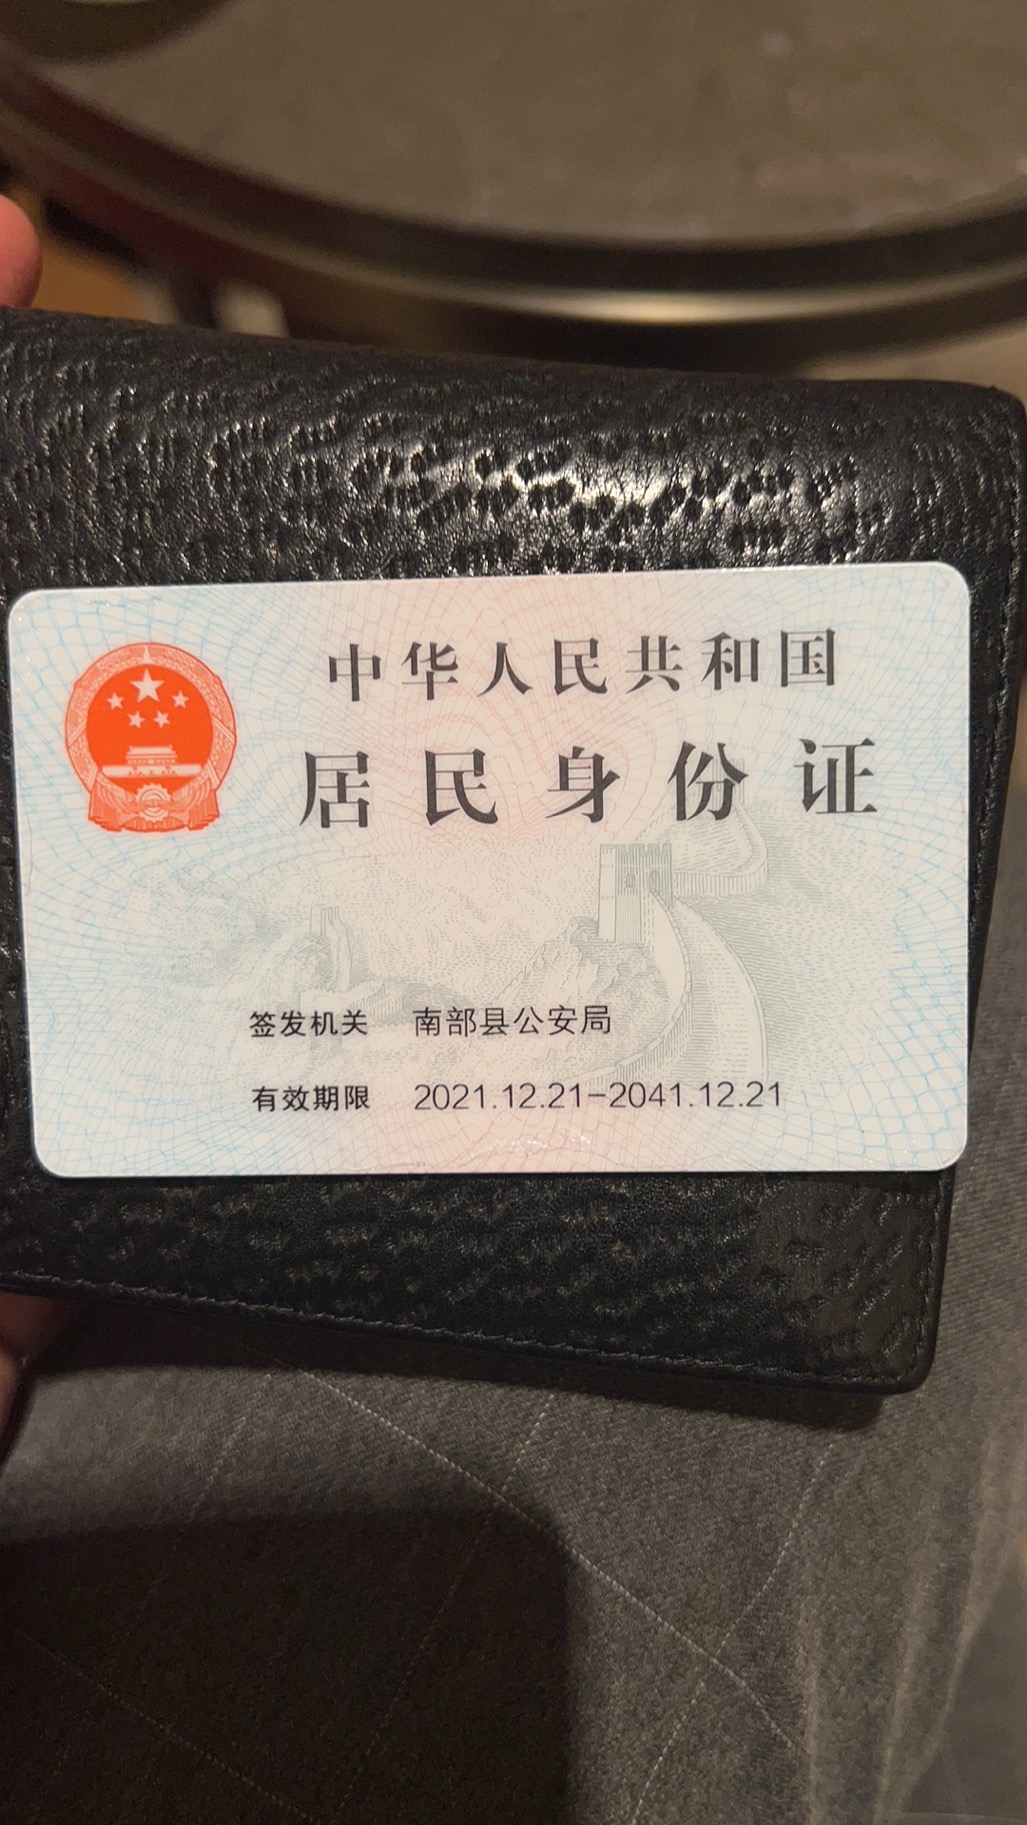 中华人民共和国
居民身份证
签发机关 南部县公安局
有效期限 2021.12.21-2041.12.21